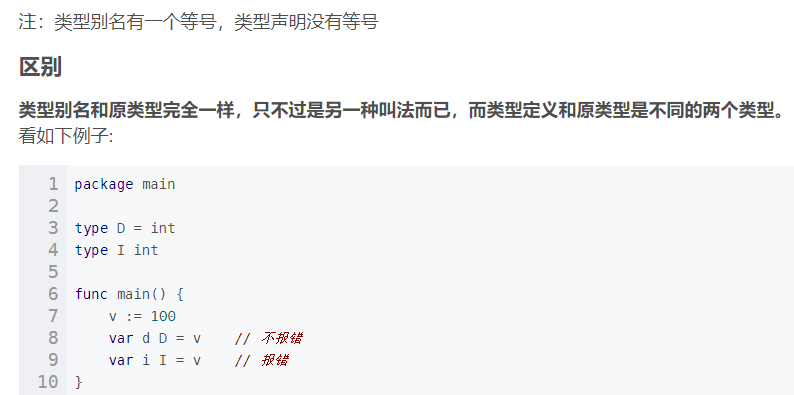 注：类型别名有一个等号，类型声明没有等号
区别
类型别名和原类型完全一样，只不过是另一种叫法而已，而类型定义和原类型是不同的两个类型。
看如下例子:
1 package main
2
3 type D = int
4 type I int
5
6 func main() {
7     v := 100
8     var d D = v    // 不报错
9     var i I = v    // 报错
10 }